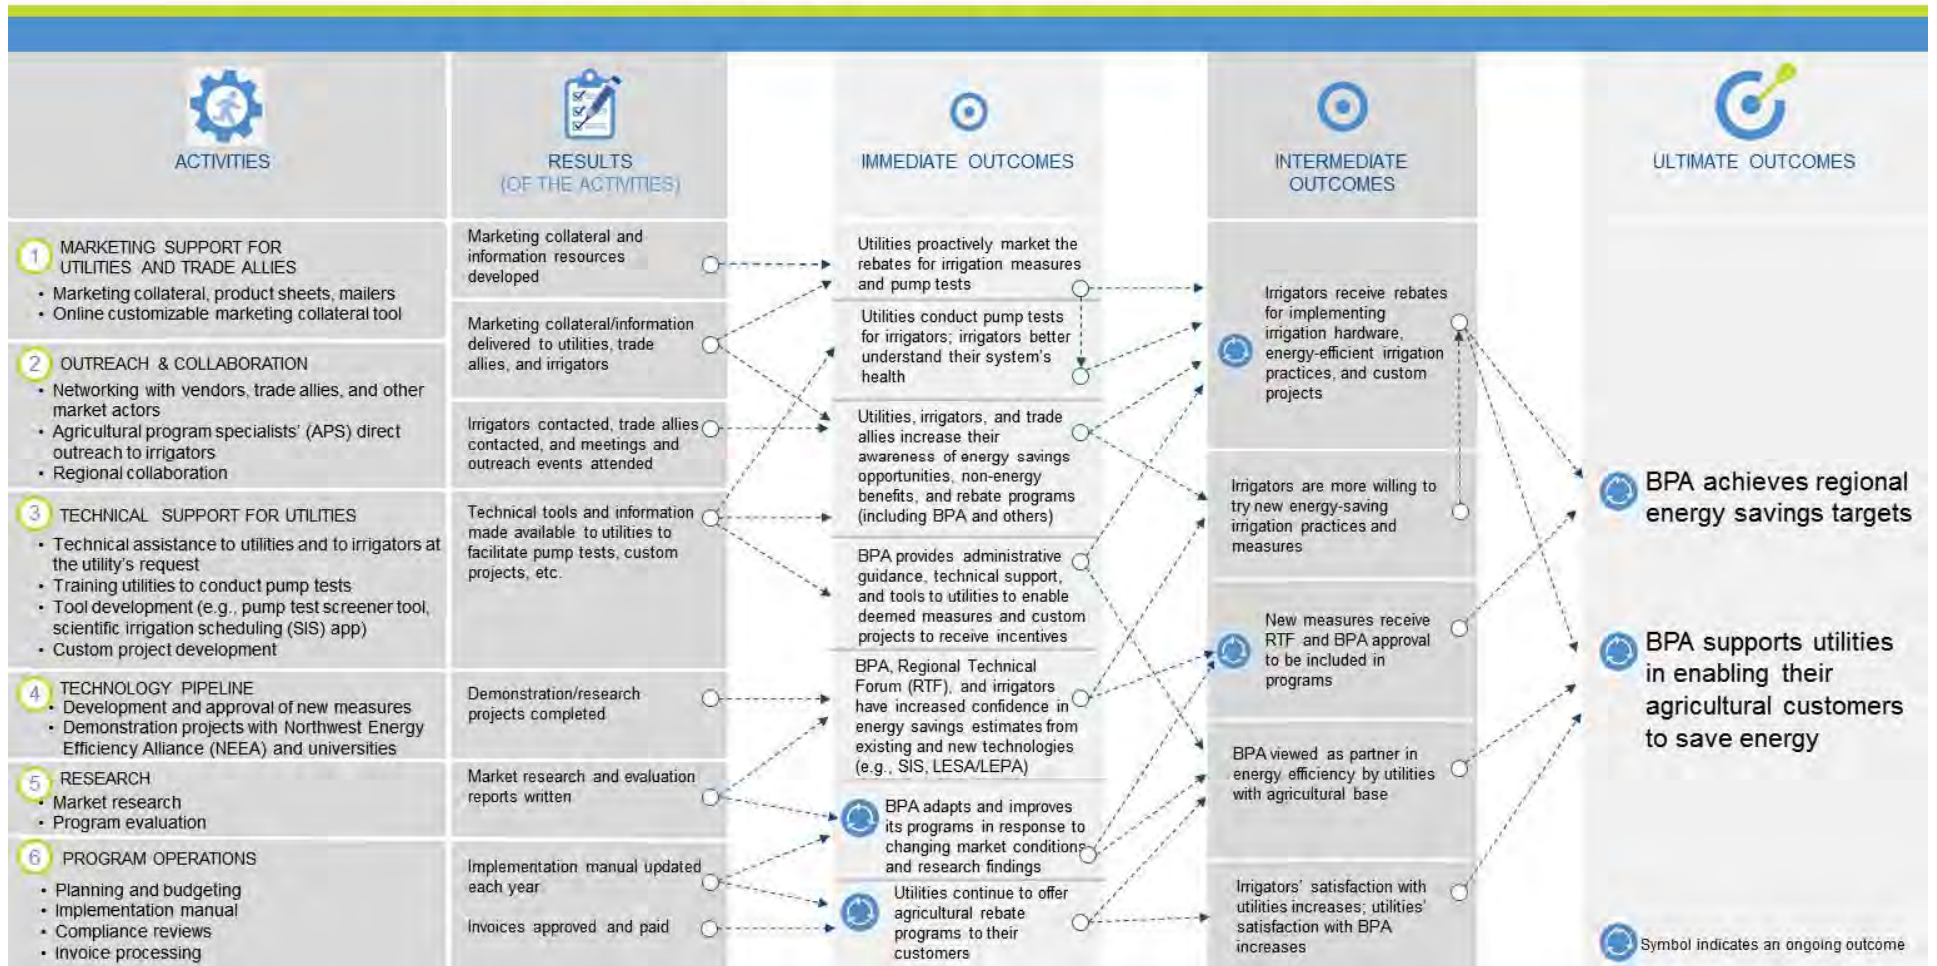 ACTIVITIES
RESULTS
(OF THE ACTIVITIES)
IMMEDIATE OUTCOMES
INTERMEDIATE
OUTCOMES
ULTIMATE OUTCOMES
1
MARKETING SUPPORT FOR
UTILITIES AND TRADE ALLIES
• Marketing collateral, product sheets, mailers
• Online customizable marketing collateral tool
2
OUTREACH & COLLABORATION
• Networking with vendors, trade allies, and other
market actors
• Agricultural program specialists' (APS) direct
outreach to irrigators
• Regional collaboration
3
TECHNICAL SUPPORT FOR UTILITIES
• Technical assistance to utilities and to irrigators at
the utility's request
• Training utilities to conduct pump tests
• Tool development (e.g., pump test screener tool,
scientific irrigation scheduling (SIS) app)
• Custom project development
4
TECHNOLOGY PIPELINE
• Development and approval of new measures
• Demonstration projects with Northwest Energy
Efficiency Alliance (NEEA) and universities
5
RESEARCH
• Market research
• Program evaluation
6
PROGRAM OPERATIONS
• Planning and budgeting
• Implementation manual
• Compliance reviews
• Invoice processing
Marketing collateral and
information resources
developed
Marketing collateral/information
delivered to utilities, trade
allies, and irrigators
Irrigators contacted, trade allies
contacted, and meetings and
outreach events attended
Technical tools and information
made available to utilities to
facilitate pump tests, custom
projects, etc.
Demonstration/research
projects completed
Market research and evaluation
reports written
Implementation manual updated
each year
Invoices approved and paid
Utilities proactively market the
rebates for irrigation measures
and pump tests
Utilities conduct pump tests
for irrigators; irrigators better
understand their system's
health
Utilities, irrigators, and trade
allies increase their
awareness of energy savings
opportunities, non-energy
benefits, and rebate programs
(including BPA and others)
BPA provides administrative
guidance, technical support,
and tools to utilities to enable
deemed measures and custom
projects to receive incentives
BPA, Regional Technical
Forum (RTF), and irrigators
have increased confidence in
energy savings estimates from
existing and new technologies
(e.g., SIS, LESA/LEPA)
BPA adapts and improves
its programs in response to
changing market conditions
and research findings
Utilities continue to offer
agricultural rebate
programs to their
customers
Irrigators receive rebates
for implementing
irrigation hardware,
energy-efficient irrigation
practices, and custom
projects
Irrigators are more willing to
try new energy-saving
irrigation practices and
measures
New measures receive
RTF and BPA approval
to be included in
programs
BPA viewed as partner in
energy efficiency by utilities
with agricultural base
Irrigators' satisfaction with
utilities increases; utilities'
satisfaction with BPA
increases
BPA achieves regional
energy savings targets
BPA supports utilities
in enabling their
agricultural customers
to save energy
Symbol indicates an ongoing outcome